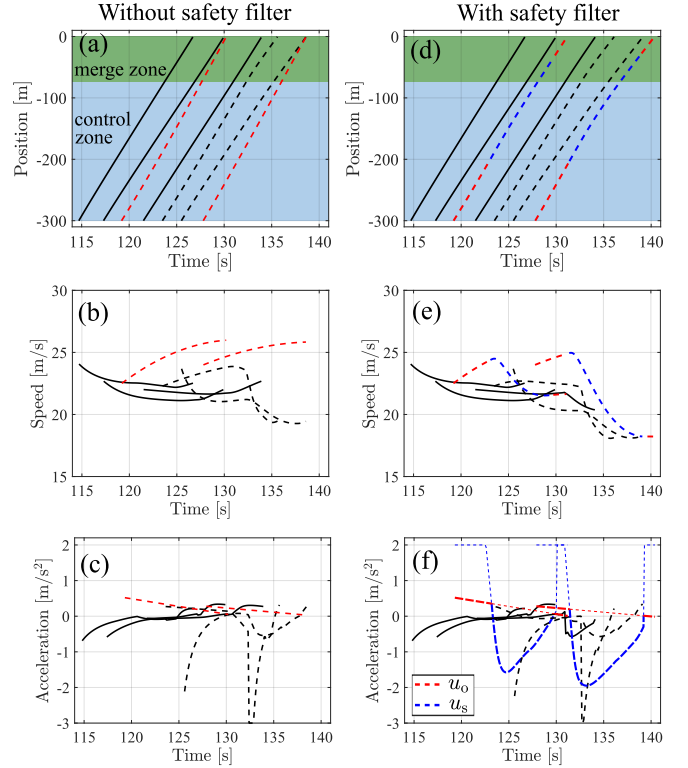 Without safety filter
With safety filter
0
-100
-200
-300
Position [m]
(a)
merge zone
control
zone
115 120 125 130 135 140
Time [s]
0
-100
-200
-300
Position [m]
(d)
115 120 125 130 135 140
Time [s]
30
25
20
15
Speed [m/s]
(b)
115 120 125 130 135 140
Time [s]
30
25
20
15
Speed [m/s]
(e)
115 120 125 130 135 140
Time [s]
2
1
0
-1
-2
-3
Acceleration [m/s²]
(c)
115 120 125 130 135 140
Time [s]
2
1
0
-1
-2
-3
Acceleration [m/s²]
(f)
u_o
u_s
115 120 125 130 135 140
Time [s]